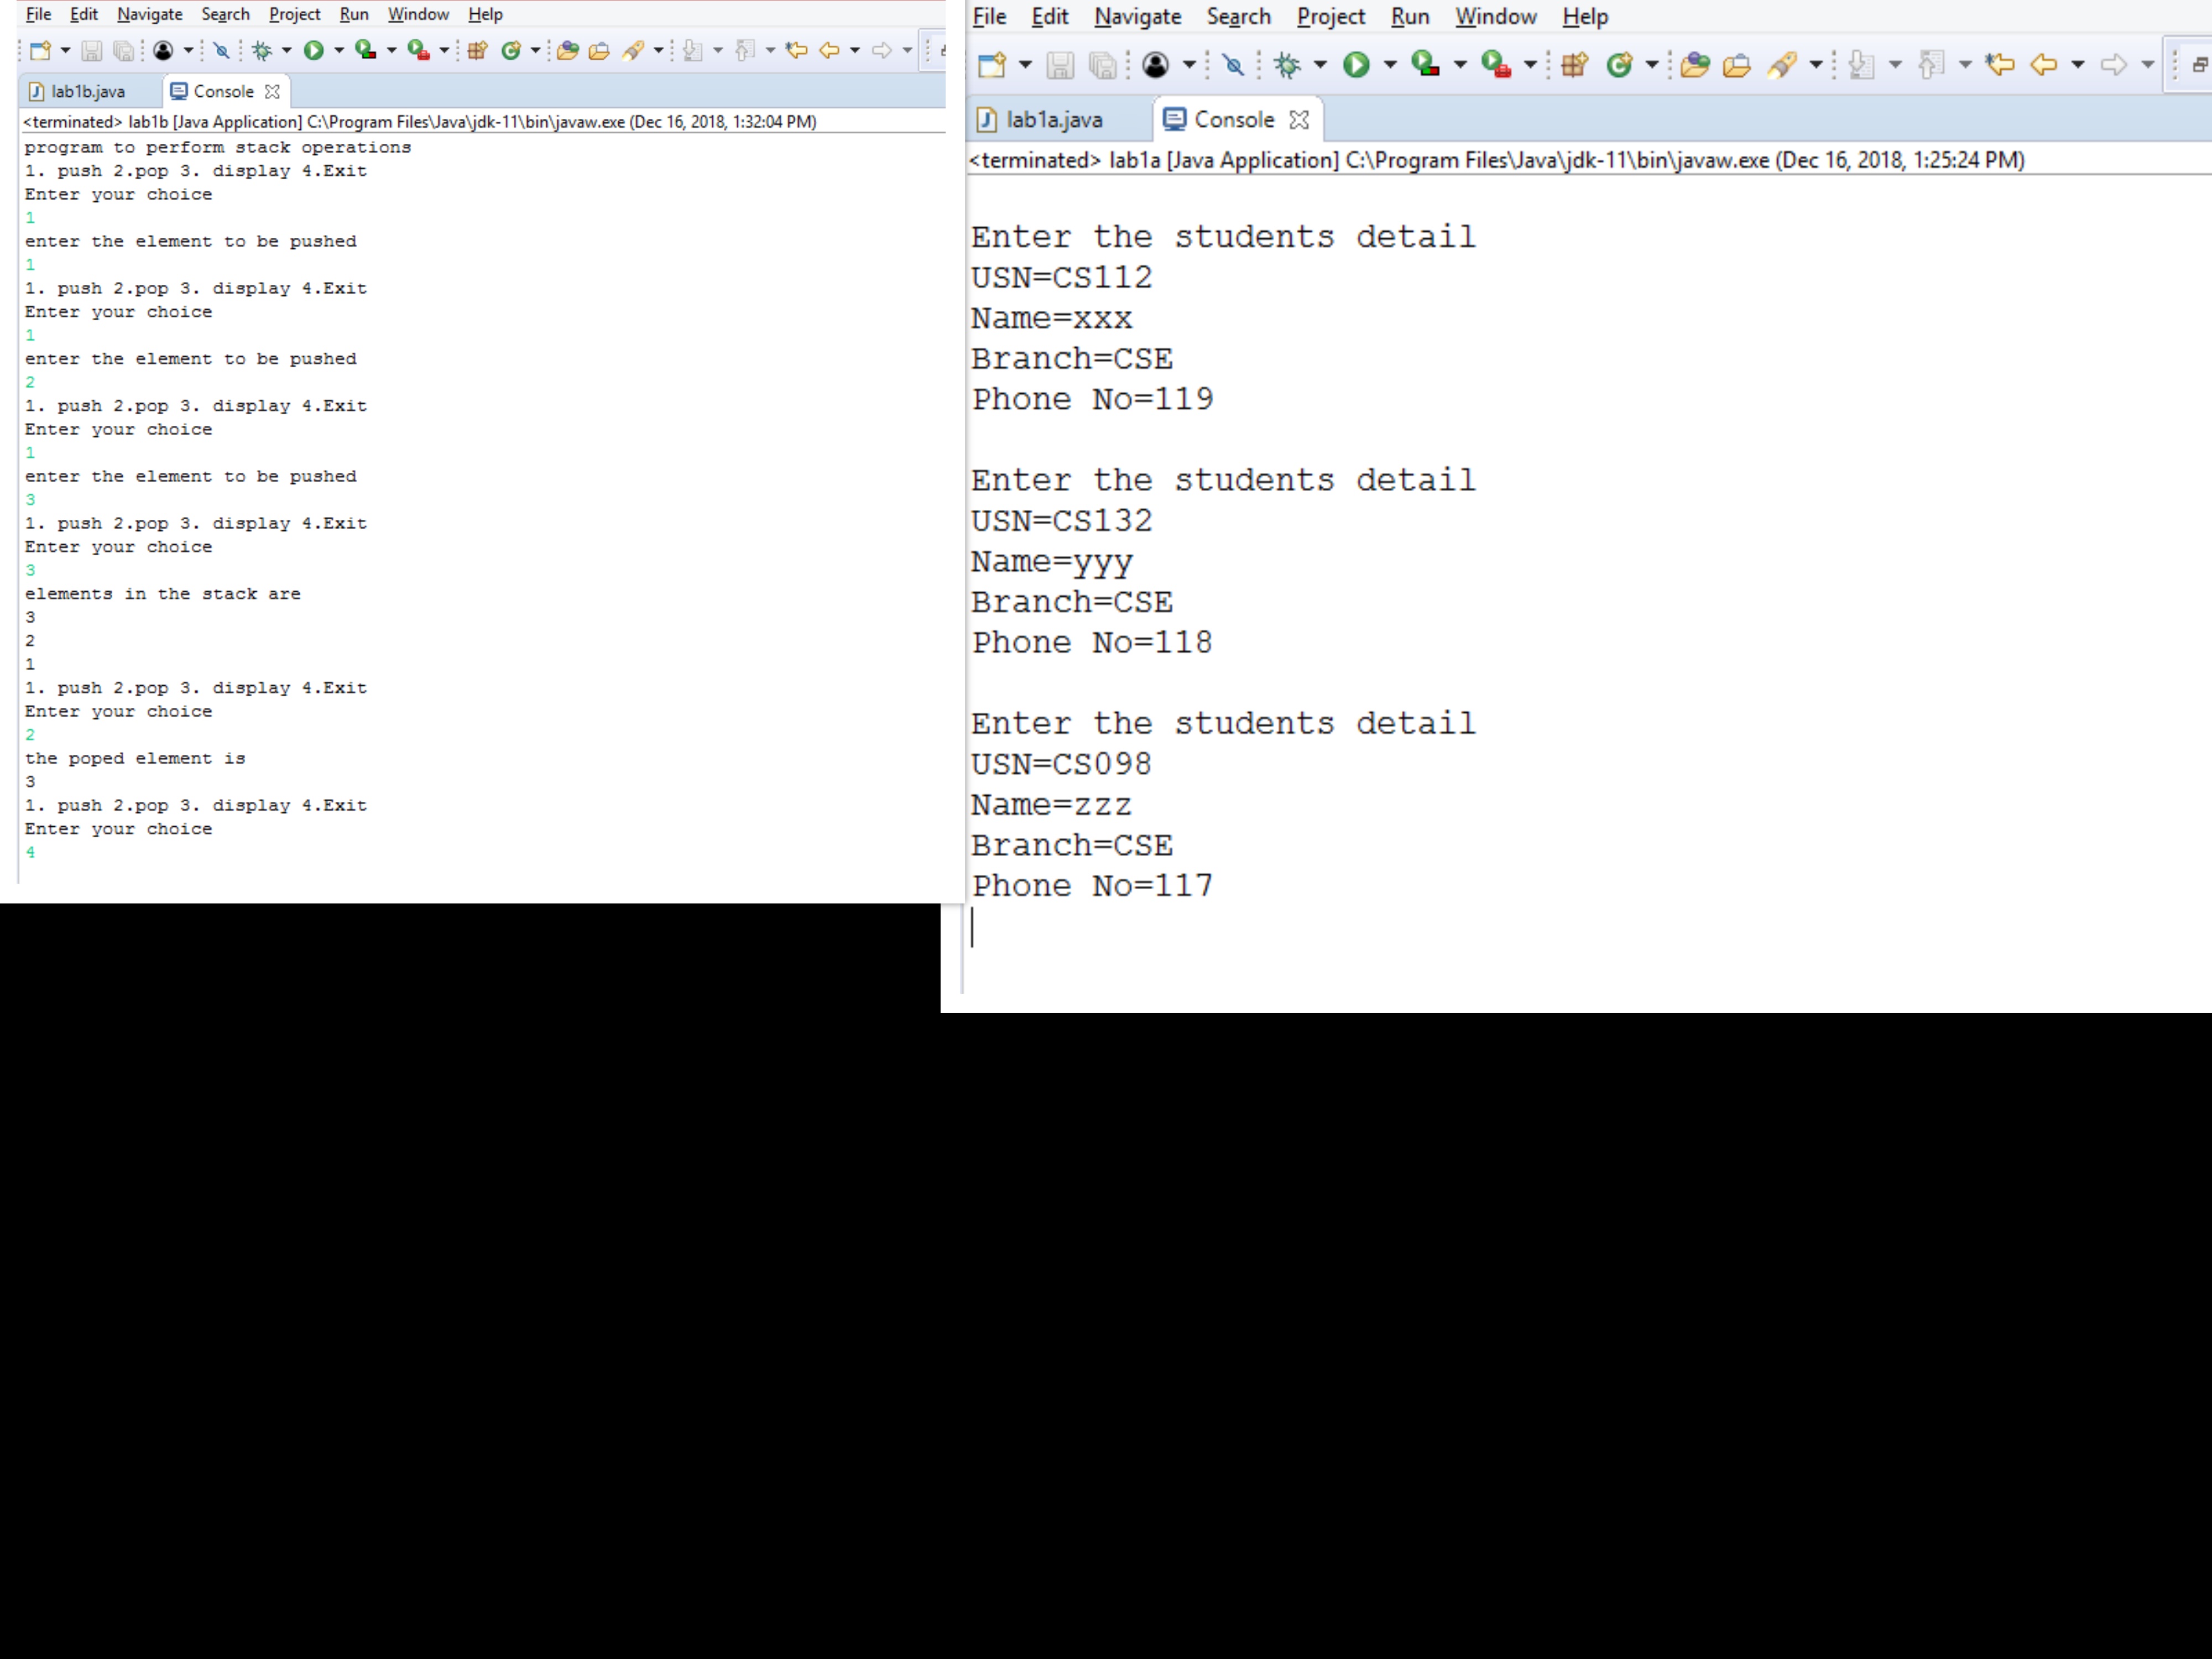 File Edit Navigate Search Project Run Window Help
lab1b.java Console
<terminated> lab1b [Java Application] C:\Program Files\Java\jdk-11\bin\javaw.exe (Dec 16, 2018, 1:32:04 PM)
program to perform stack operations
1. push 2.pop 3. display 4.Exit
Enter your choice
1
enter the element to be pushed
1
1. push 2.pop 3. display 4.Exit
Enter your choice
1
enter the element to be pushed
2
1. push 2.pop 3. display 4.Exit
Enter your choice
1
enter the element to be pushed
3
1. push 2.pop 3. display 4.Exit
Enter your choice
3
elements in the stack are
3
2
1
1. push 2.pop 3. display 4.Exit
Enter your choice
2
the poped element is
3
1. push 2.pop 3. display 4.Exit
Enter your choice
4
File Edit Navigate Search Project Run Window Help
lab1a.java Console
<terminated> lab1a [Java Application] C:\Program Files\Java\jdk-11\bin\javaw.exe (Dec 16, 2018, 1:25:24 PM)
Enter the students detail
USN=CS112
Name=xxx
Branch=CSE
Phone No=119
Enter the students detail
USN=CS132
Name=yyy
Branch=CSE
Phone No=118
Enter the students detail
USN=CS098
Name=zzz
Branch=CSE
Phone No=117